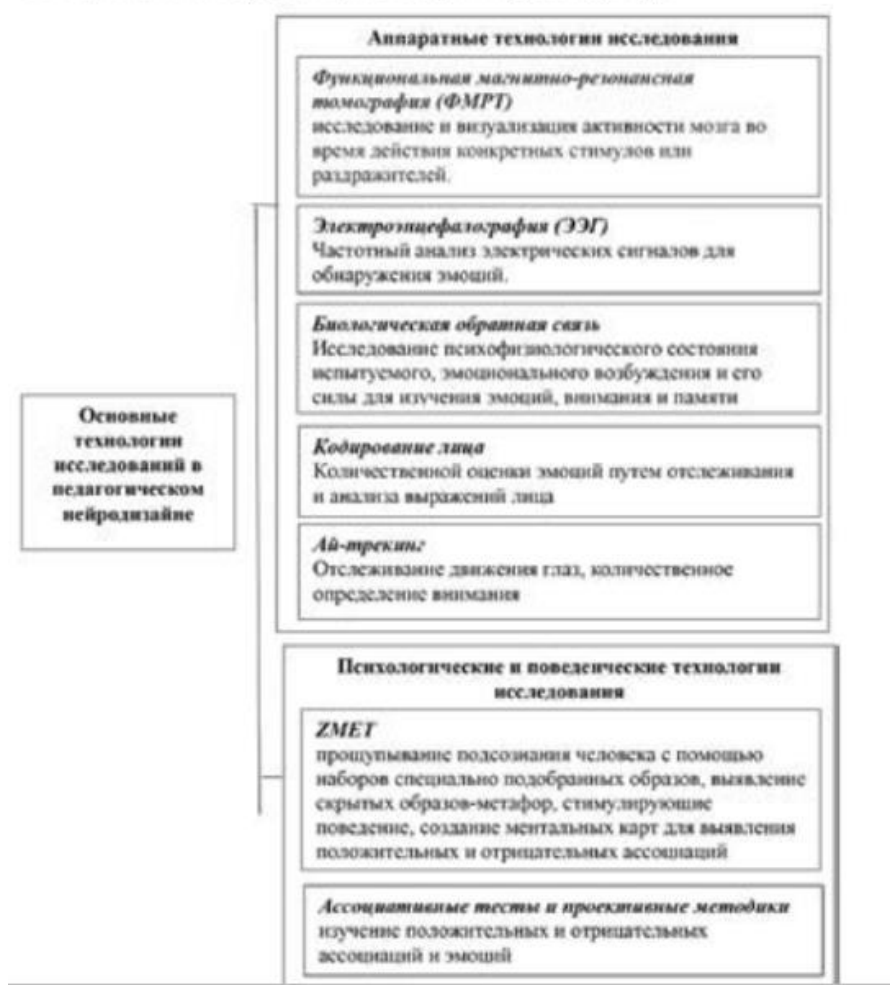 Аппаратные технологии исследования
Функциональная магнитно-резонансная
томография (ФМРТ)
исследование и визуализация активности мозга во
время действия конкретных стимулов или
раздражителей.
Электроэнцефалография (ЭЭГ)
Частотный анализ электрических сигналов для
обнаружения эмоций.
Биологическая обратная связь
Исследование психофизиологического состояния
испытуемого, эмоционального возбуждения и его
силы для изучения эмоций, внимания и памяти
Кодирование лица
Количественной оценки эмоций путем отслеживания
и анализа выражений лица
Ай-трекинг
Отслеживание движения глаз, количественное
определение внимания
Основные
технологии
исследований в
педагогическом
нейродизайне
Психологические и поведенческие технологии
исследования
ZMET
прощупывание подсознания человека с помощью
наборов специально подобранных образов, выявление
скрытых образов-метафор, стимулирующие
поведение, создание ментальных карт для выявления
положительных и отрицательных ассоциаций
Ассоциативные тесты и проективные методики
изучение положительных и отрицательных
ассоциаций и эмоций